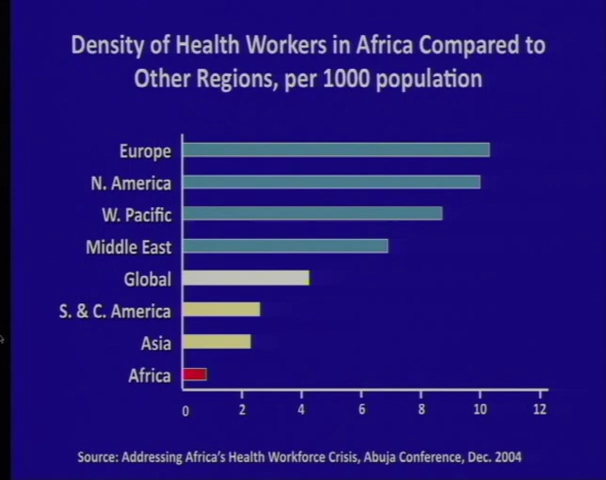 Density of Health Workers in Africa Compared to
Other Regions, per 1000 population
Europe
N. America
W. Pacific
Middle East
Global
S. & C. America
Asia
Africa
0 2 4 6 8 10 12
Source: Addressing Africa's Health Workforce Crisis, Abuja Conference, Dec. 2004